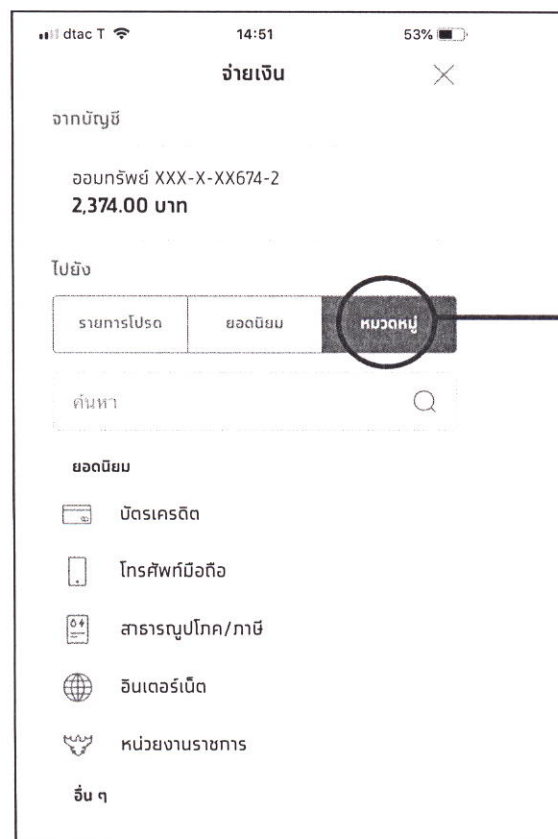 dtac T 14:51 53%
จ่ายเงิน
จากบัญชี
ออมทรัพย์ XXX-X-XX674-2
2,374.00 บาท
ไปยัง
รายการโปรด ยอดนิยม หมวดหมู่
ค้นหา
ยอดนิยม
บัตรเครดิต
โทรศัพท์มือถือ
สาธารณูปโภค/ภาษี
อินเตอร์เน็ต
หน่วยงานราชการ
อื่น ๆ